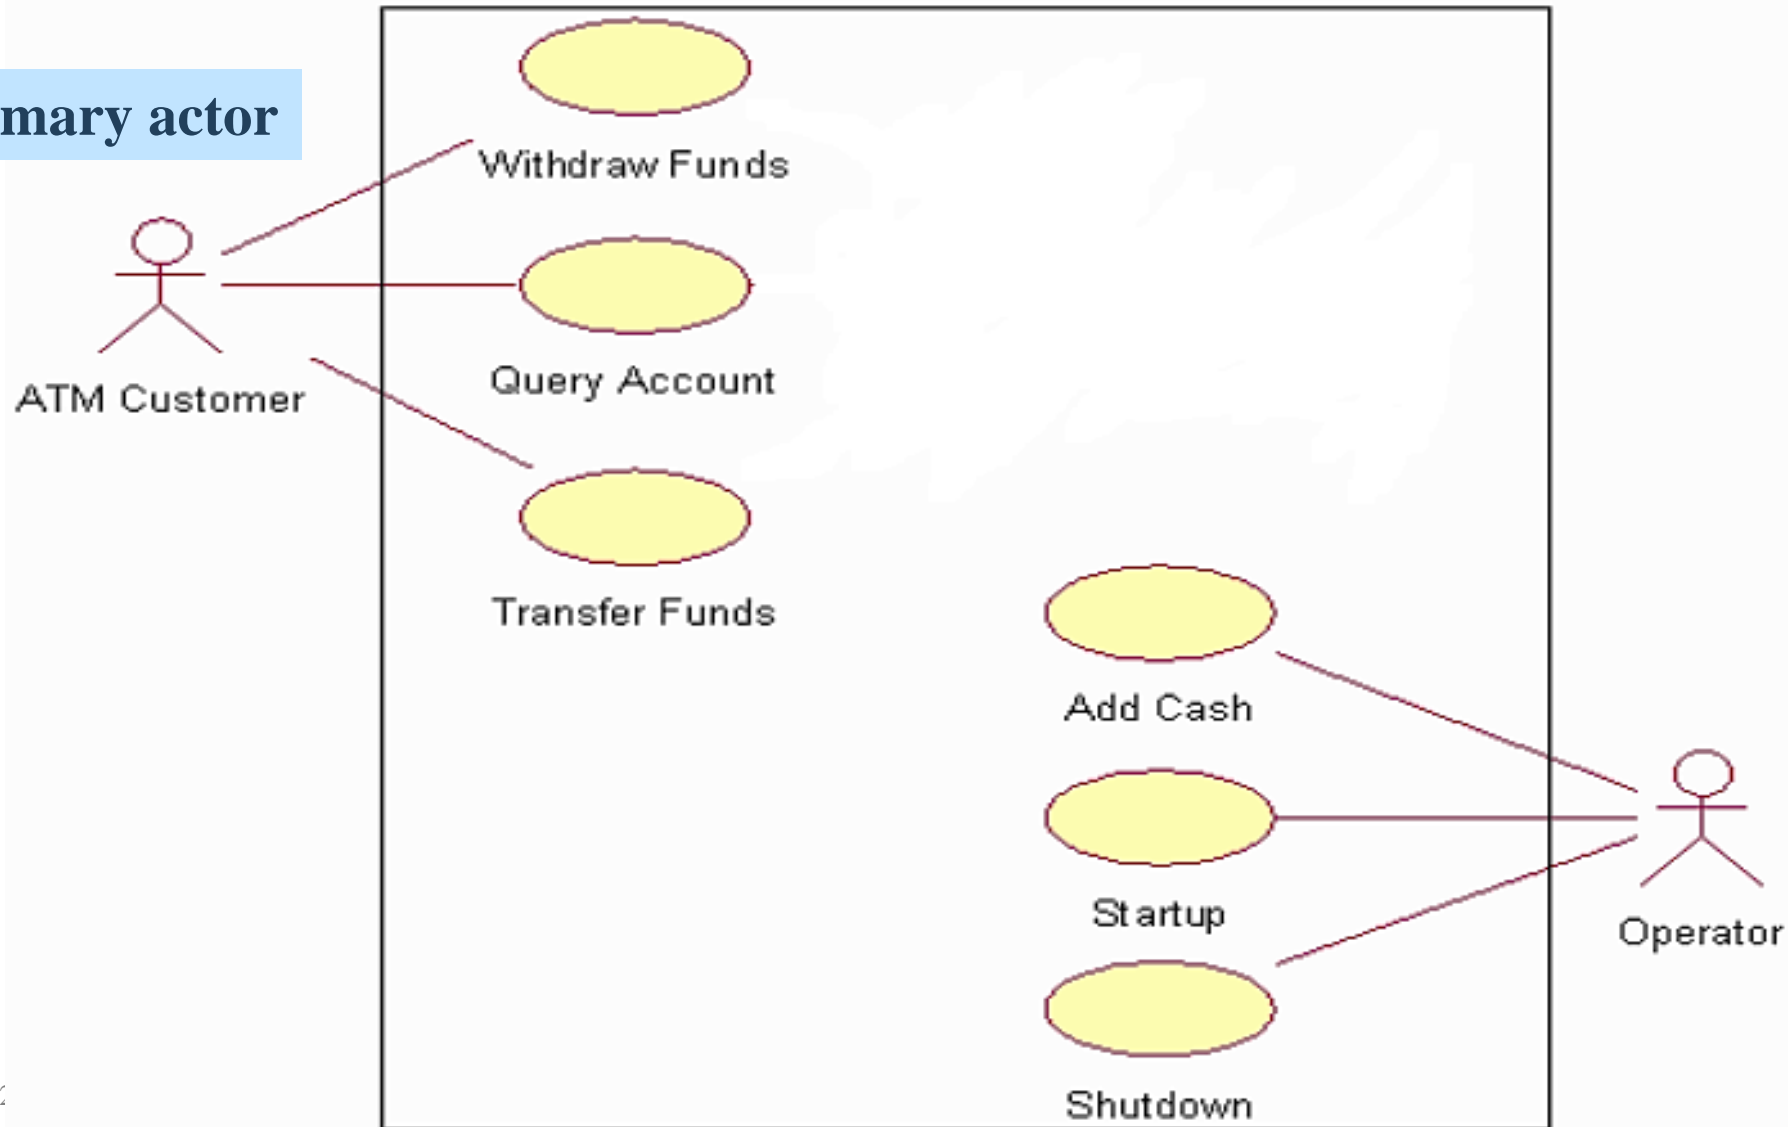 mary actor
Withdraw Funds
ATM Customer
Query Account
Transfer Funds
Add Cash
Startup
Operator
Shutdown